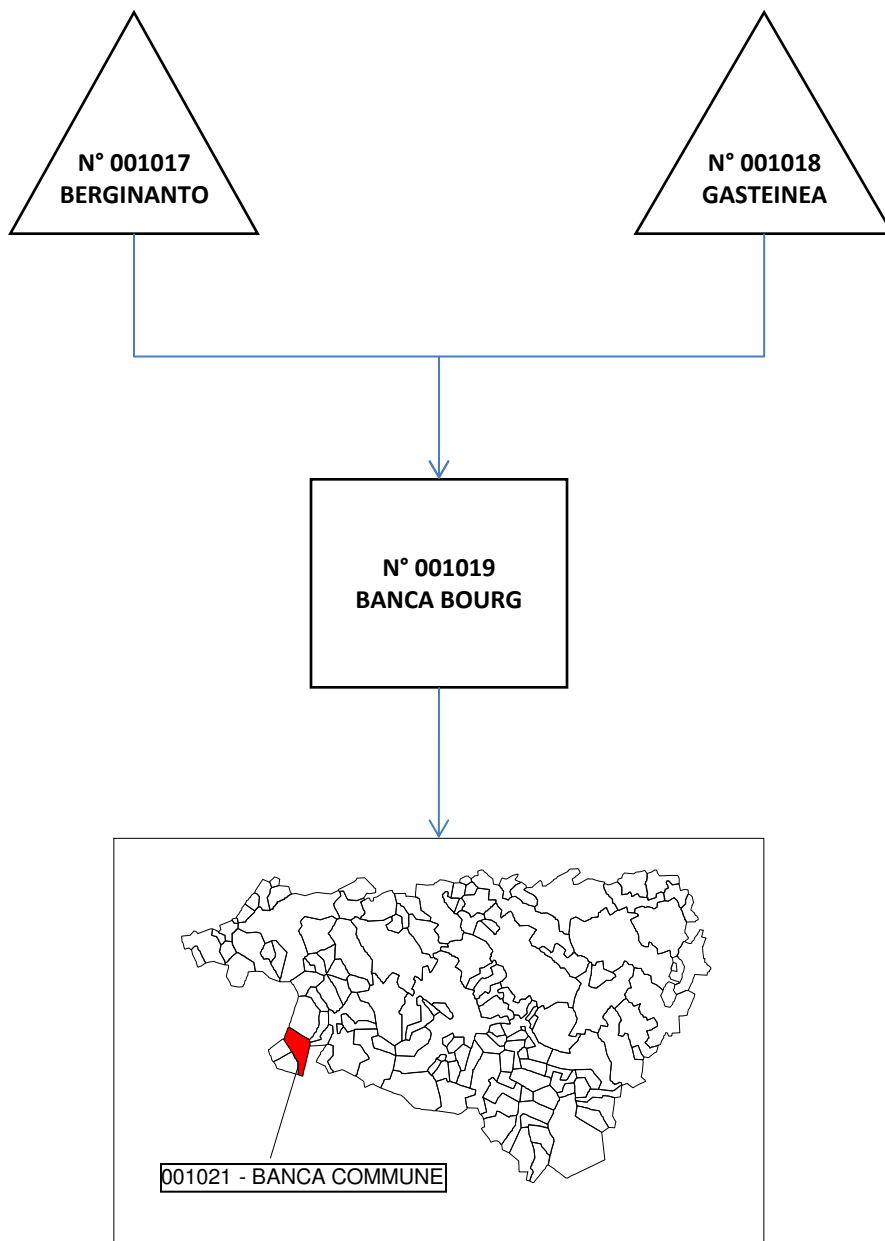 N° 001017
BERGINANTO
N° 001018
GASTEINEA
N° 001019
BANCA BOURG
001021 - BANCA COMMUNE